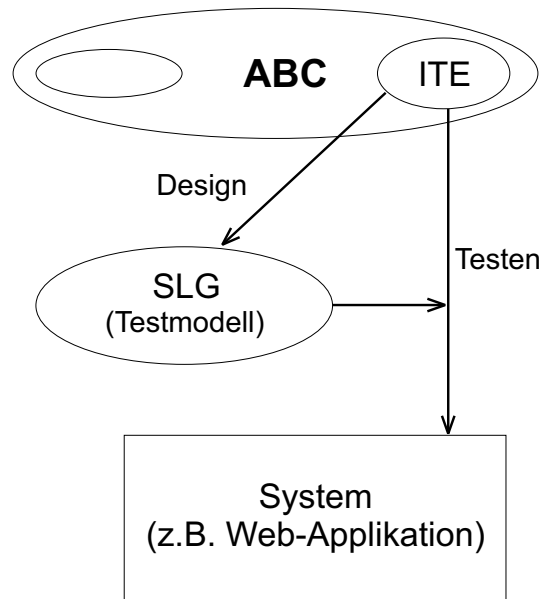 ABC
ITE
Design
Testen
SLG
(Testmodell)
System
(z.B. Web-Applikation)